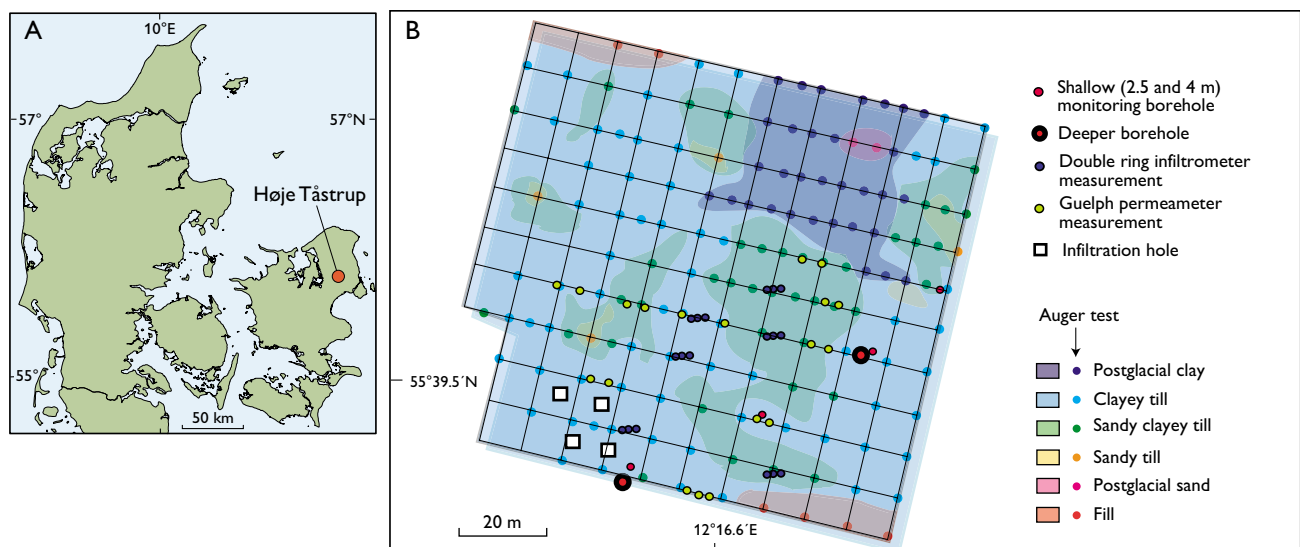 A
10°E
57°
57°N
Høje Tåstrup
55°
50 km
B
55°39.5´N
20 m
12°16.6´E
Shallow (2.5 and 4 m)
monitoring borehole
Deeper borehole
Double ring infiltrometer
measurement
Guelph permeameter
measurement
Infiltration hole
Auger test
Postglacial clay
Clayey till
Sandy clayey till
Sandy till
Postglacial sand
Fill